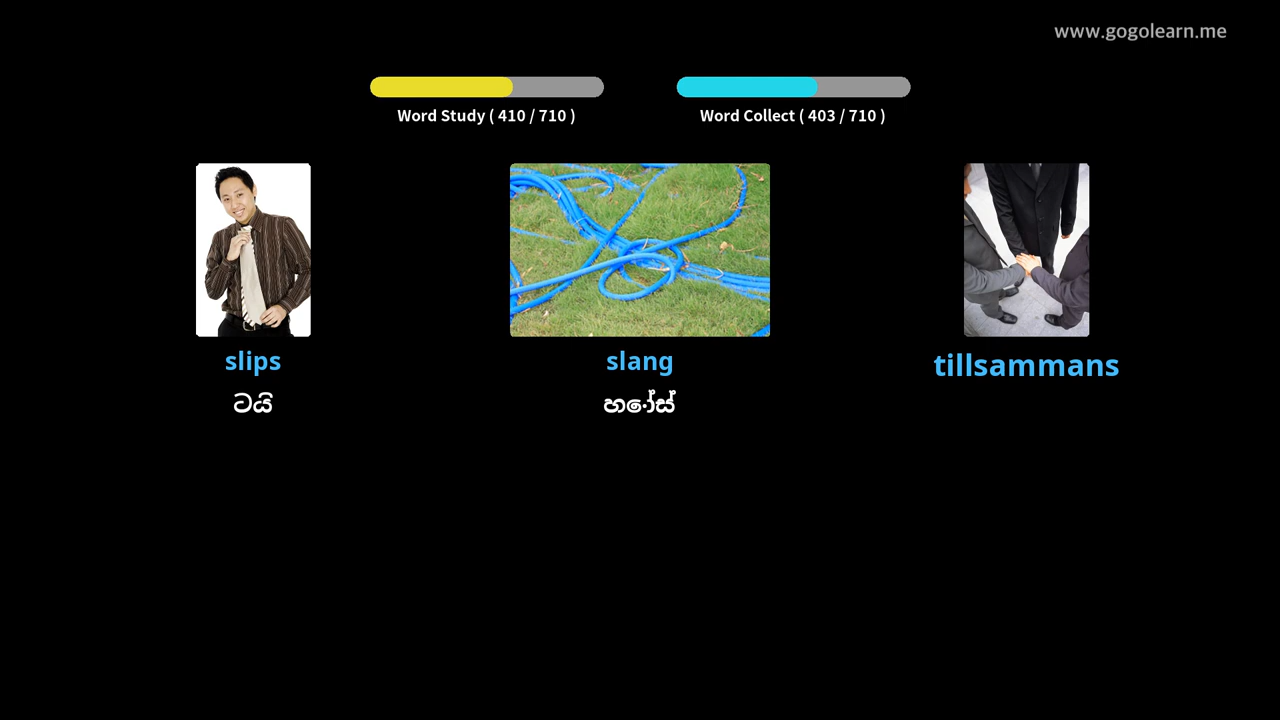 www.gogolearn.me
Word Study ( 410 / 710 )
Word Collect ( 403 / 710 )
slips
slang
tillsammans
ටයි
හෝස්